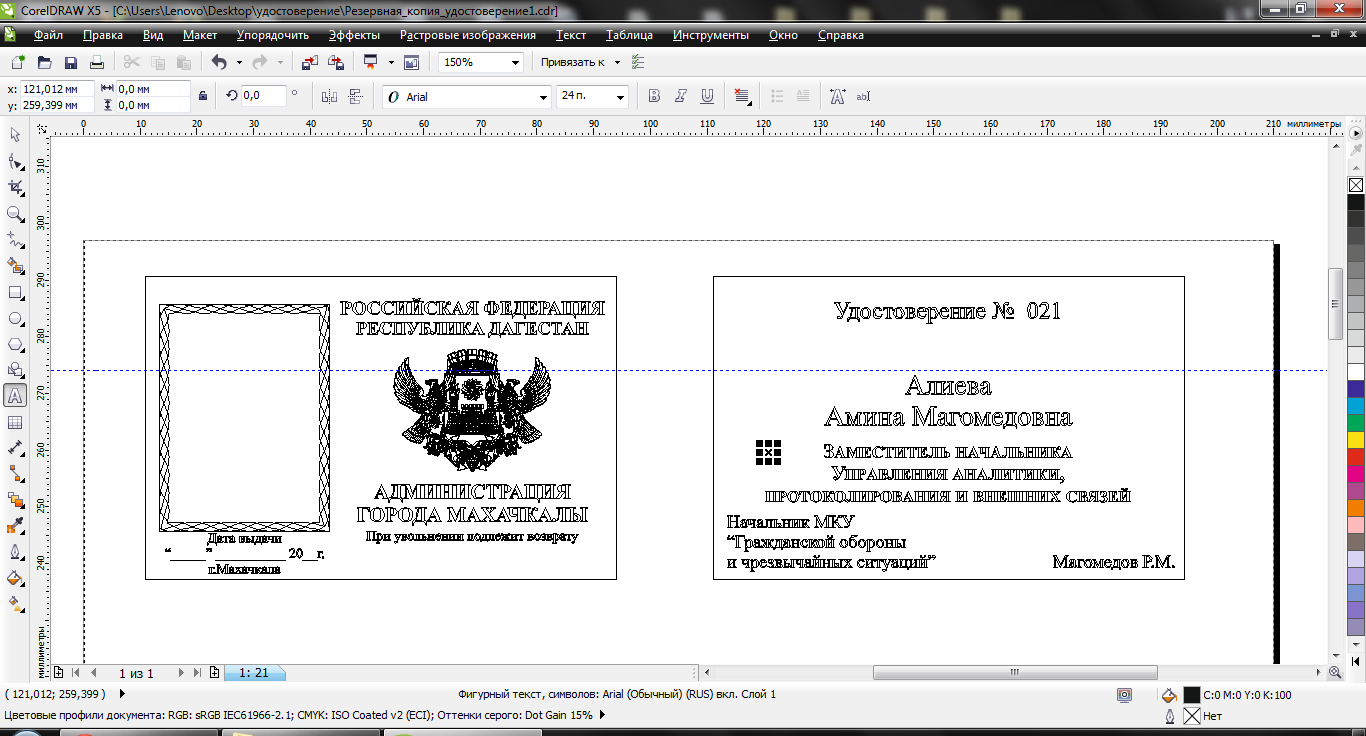 CorelDRAW X5 - [C:\Users\Lenovo\Desktop\удостоверение\Резервная_копия_удостоверение1.cdr]
Файл Правка Вид Макет Упорядочить Эффекты Растровые изображения Текст Таблица Инструменты Окно Справка
150% Привязать к
x: 121,012 мм 0,0 мм
y: 259,399 мм 0,0 мм
0,0 ° O Arial 24 п. B I U abI
0 10 20 30 40 50 60 70 80 90 100 110 120 130 140 150 160 170 180 190 200 210 миллиметры
310
300
290
280
270
260
250
240
миллиметры
РОССИЙСКАЯ ФЕДЕРАЦИЯ
РЕСПУБЛИКА ДАГЕСТАН
АДМИНИСТРАЦИЯ
ГОРОДА МАХАЧКАЛЫ
При увольнении подлежит возврату
Дата выдачи
“_____” ___________ 20__г.
г.Махачкала
Удостоверение № 021
Алиева
Амина Магомедовна
Заместитель начальника
Управления аналитики,
протоколирования и внешних связей
Начальник МКУ
“Гражданской обороны
и чрезвычайных ситуаций” Магомедов Р.М.
1 из 1 1: 21
( 121,012; 259,399 ) Фигурный текст, символов: Arial (Обычный) (RUS) вкл. Слой 1 C:0 M:0 Y:0 K:100
Цветовые профили документа: RGB: sRGB IEC61966-2.1; CMYK: ISO Coated v2 (ECI); Оттенки серого: Dot Gain 15% Нет